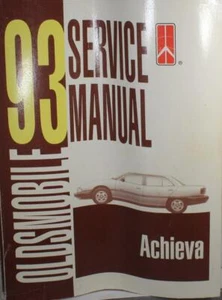 93 SERVICE
MANUAL
OLDSMOBILE
®
Achieva